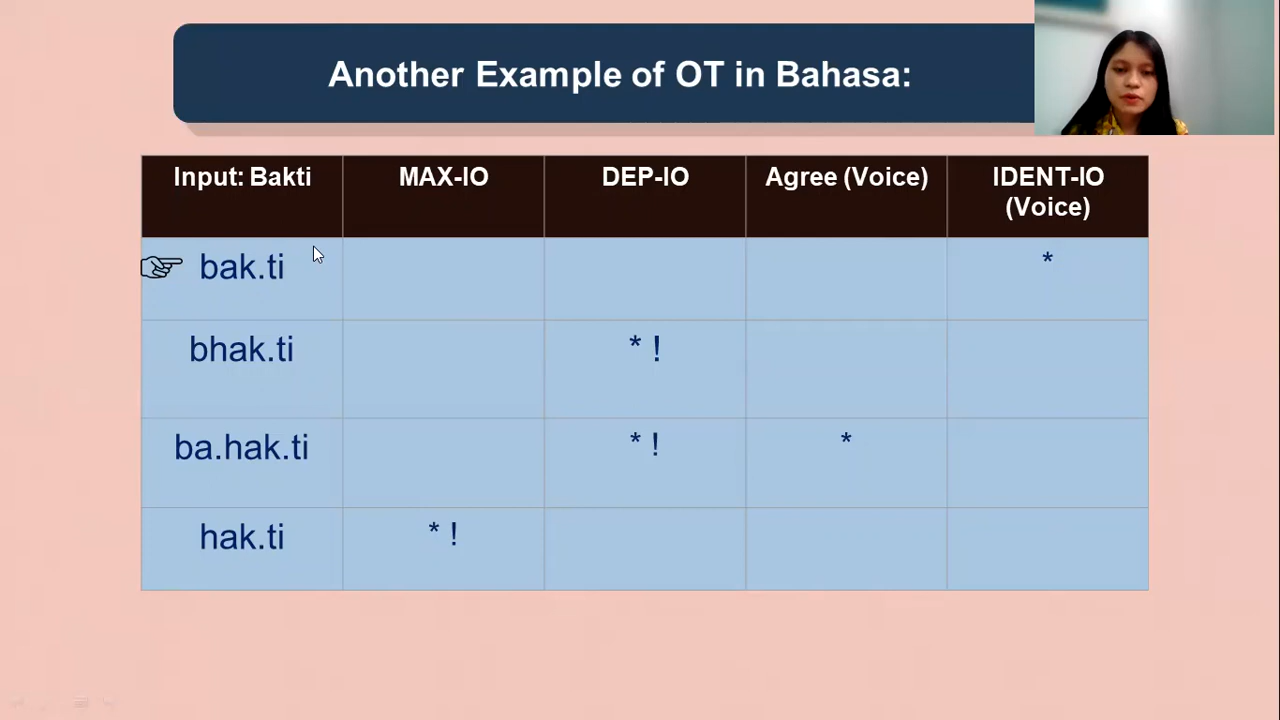 Another Example of OT in Bahasa:
Input: Bakti MAX-IO DEP-IO Agree (Voice) IDENT-IO
(Voice)
bak.ti *
bhak.ti * !
ba.hak.ti * ! *
hak.ti * !